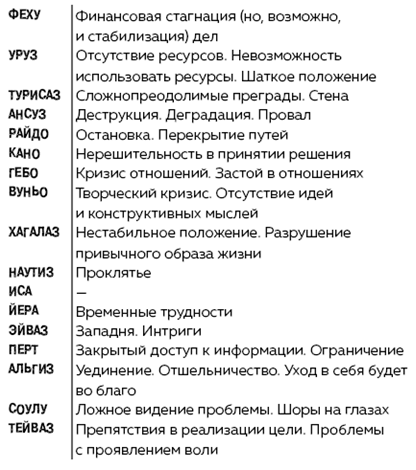 ФЕХУ Финансовая стагнация (но, возможно,
и стабилизация) дел
УРУЗ Отсутствие ресурсов. Невозможность
использовать ресурсы. Шаткое положение
ТУРИСАЗ Сложнопреодолимые преграды. Стена
АНСУЗ Деструкция. Деградация. Провал
РАЙДО Остановка. Перекрытие путей
КАНО Нерешительность в принятии решения
ГЕБО Кризис отношений. Застой в отношениях
ВУНЬО Творческий кризис. Отсутствие идей
и конструктивных мыслей
ХАГАЛАЗ Нестабильное положение. Разрушение
привычного образа жизни
НАУТИЗ Проклятье
ИСА —
ЙЕРА Временные трудности
ЭЙВАЗ Западня. Интриги
ПЕРТ Закрытый доступ к информации. Ограничение
АЛЬГИЗ Уединение. Отшельничество. Уход в себя будет
во благо
СОУЛУ Ложное видение проблемы. Шоры на глазах
ТЕЙВАЗ Препятствия в реализации цели. Проблемы
с проявлением воли